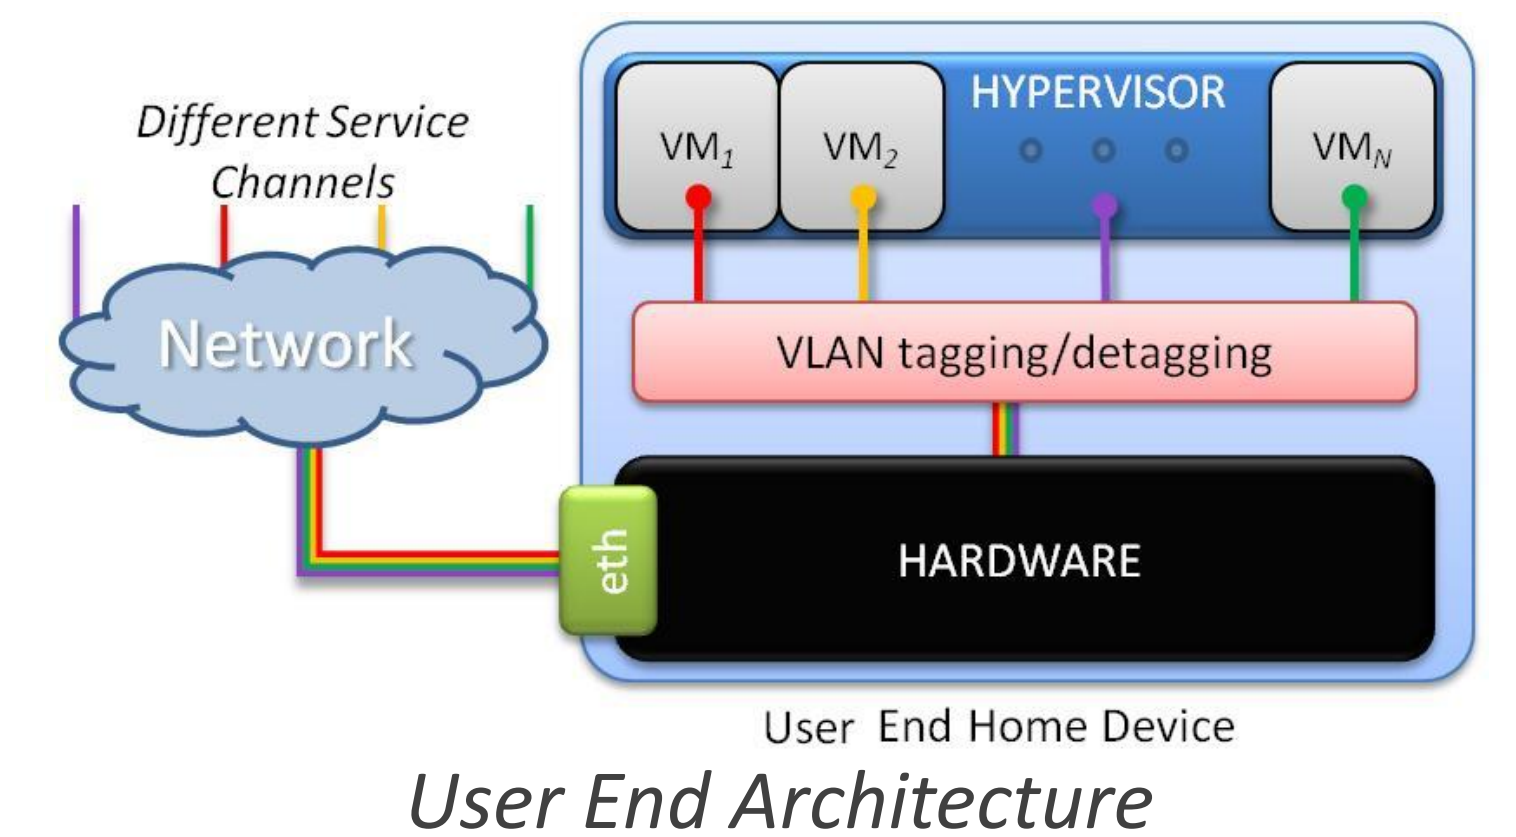 Different Service
Channels
Network
HYPERVISOR
VM1
VM2
VMN
VLAN tagging/detagging
eth
HARDWARE
User End Home Device
User End Architecture